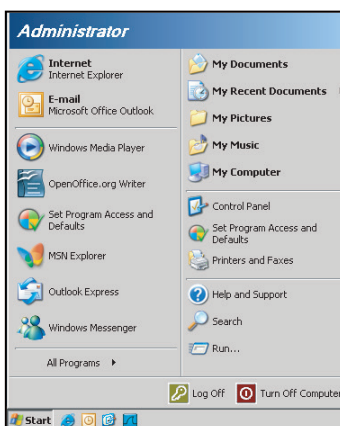 Administrator
Internet
Internet Explorer
E-mail
Microsoft Office Outlook
Windows Media Player
OpenOffice.org Writer
Set Program Access and
Defaults
MSN Explorer
Outlook Express
Windows Messenger
All Programs
My Documents
My Recent Documents
My Pictures
My Music
My Computer
Control Panel
Set Program Access and
Defaults
Printers and Faxes
Help and Support
Search
Run...
Log Off
Turn Off Computer
Start